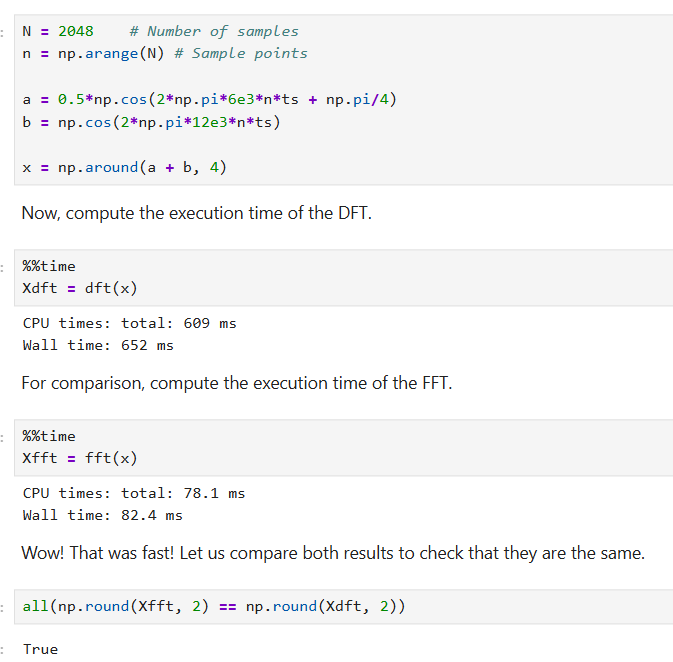 N = 2048    # Number of samples
n = np.arange(N) # Sample points
a = 0.5*np.cos(2*np.pi*6e3*n*ts + np.pi/4)
b = np.cos(2*np.pi*12e3*n*ts)
x = np.around(a + b, 4)
Now, compute the execution time of the DFT.
%%time
Xdft = dft(x)
CPU times: total: 609 ms
Wall time: 652 ms
For comparison, compute the execution time of the FFT.
%%time
Xfft = fft(x)
CPU times: total: 78.1 ms
Wall time: 82.4 ms
Wow! That was fast! Let us compare both results to check that they are the same.
all(np.round(Xfft, 2) == np.round(Xdft, 2))
True